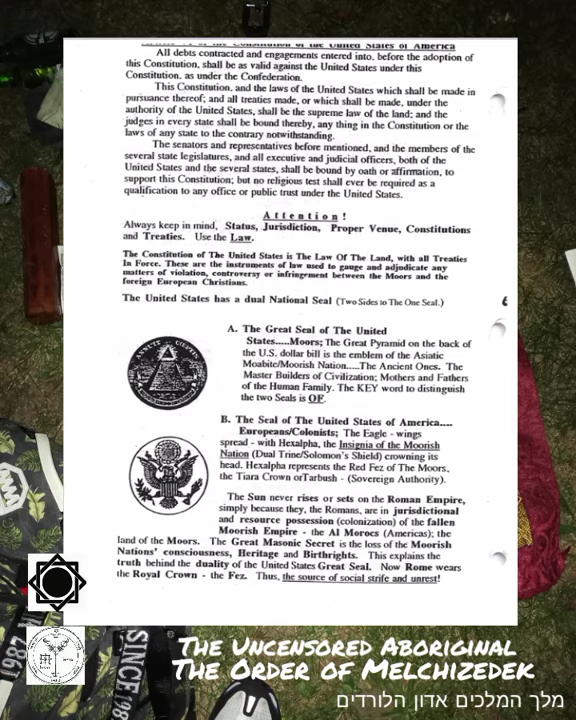 of the Constitution of the United States of America
All debts contracted and engagements entered into, before the adoption of
this Constitution, shall be as valid against the United States under this
Constitution, as under the Confederation.
This Constitution, and the laws of the United States which shall be made in
pursuance thereof; and all treaties made, or which shall be made, under the
authority of the United States, shall be the supreme law of the land; and the
judges in every state shall be bound thereby, any thing in the Constitution or the
laws of any state to the contrary notwithstanding.
The senators and representatives before mentioned, and the members of the
several state legislatures, and all executive and judicial officers, both of the
United States and the several states, shall be bound by oath or affirmation, to
support this Constitution; but no religious test shall ever be required as a
qualification to any office or public trust under the United States.
Attention!
Always keep in mind, Status, Jurisdiction, Proper Venue, Constitutions
and Treaties. Use the Law.
The Constitution of The United States is The Law Of The Land, with all Treaties
In Force. These are the instruments of law used to gauge and adjudicate any
matters of violation, controversy or infringement between the Moors and the
foreign European Christians.
The United States has a dual National Seal (Two Sides to The One Seal.)
A. The Great Seal of The United
States.....Moors; The Great Pyramid on the back of
the U.S. dollar bill is the emblem of the Asiatic
Moabite/Moorish Nation.....The Ancient Ones. The
Master Builders of Civilization; Mothers and Fathers
of the Human Family. The KEY word to distinguish
the two Seals is OF.
B. The Seal of The United States of America....
Europeans/Colonists; The Eagle - wings
spread - with Hexalpha, the Insignia of the Moorish
Nation (Dual Trine/Solomon's Shield) crowning its
head. Hexalpha represents the Red Fez of The Moors,
the Tiara Crown orTarbush - (Sovereign Authority).
The Sun never rises or sets on the Roman Empire,
simply because they, the Romans, are in jurisdictional
and resource possession (colonization) of the fallen
Moorish Empire - the Al Morocs (Americas); the
land of the Moors. The Great Masonic Secret is the loss of the Moorish
Nations' consciousness, Heritage and Birthrights. This explains the
truth behind the duality of the United States Great Seal. Now Rome wears
the Royal Crown - the Fez. Thus, the source of social strife and unrest!
SINCE 198
The Uncensored Aboriginal
The Order of Melchizedek
מלך המלכים אדון הלורדים